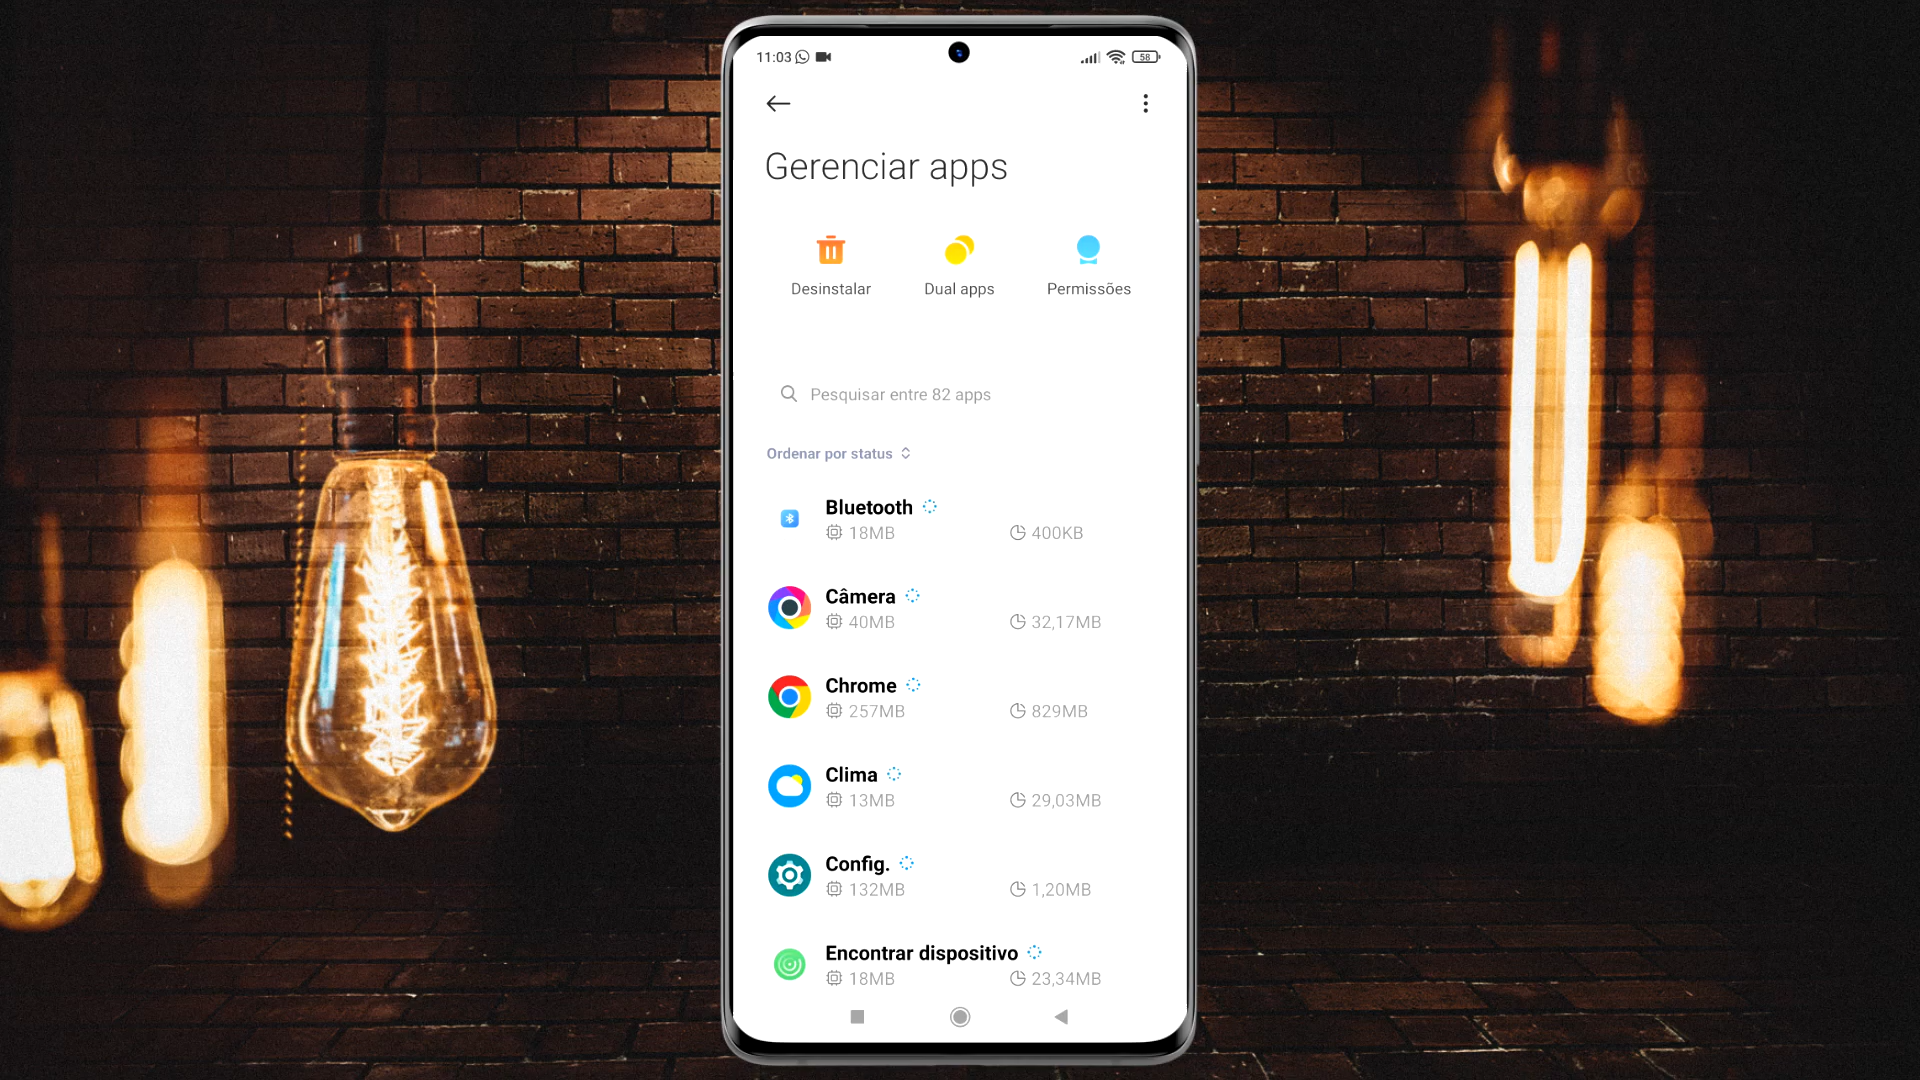 11:03
58
Gerenciar apps
Desinstalar
Dual apps
Permissões
Pesquisar entre 82 apps
Ordenar por status
Bluetooth
18MB
400KB
Câmera
40MB
32,17MB
Chrome
257MB
829MB
Clima
13MB
29,03MB
Config.
132MB
1,20MB
Encontrar dispositivo
18MB
23,34MB